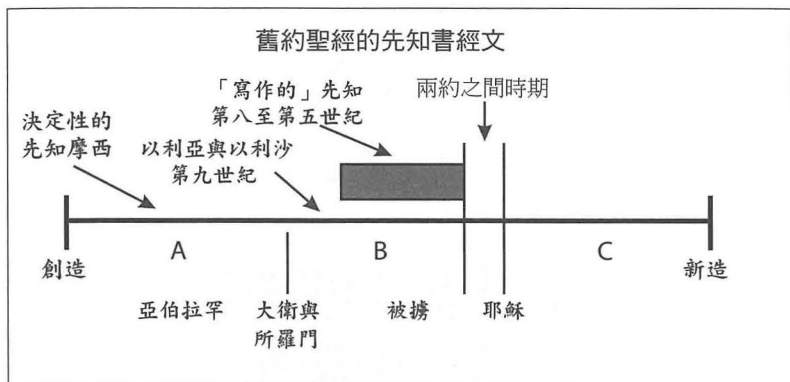 舊約聖經的先知書經文
「寫作的」先知
第八至第五世紀
兩約之間時期
決定性的
先知摩西
以利亞與以利沙
第九世紀
A
B
C
創造
新造
亞伯拉罕
大衛與
所羅門
被擄
耶穌